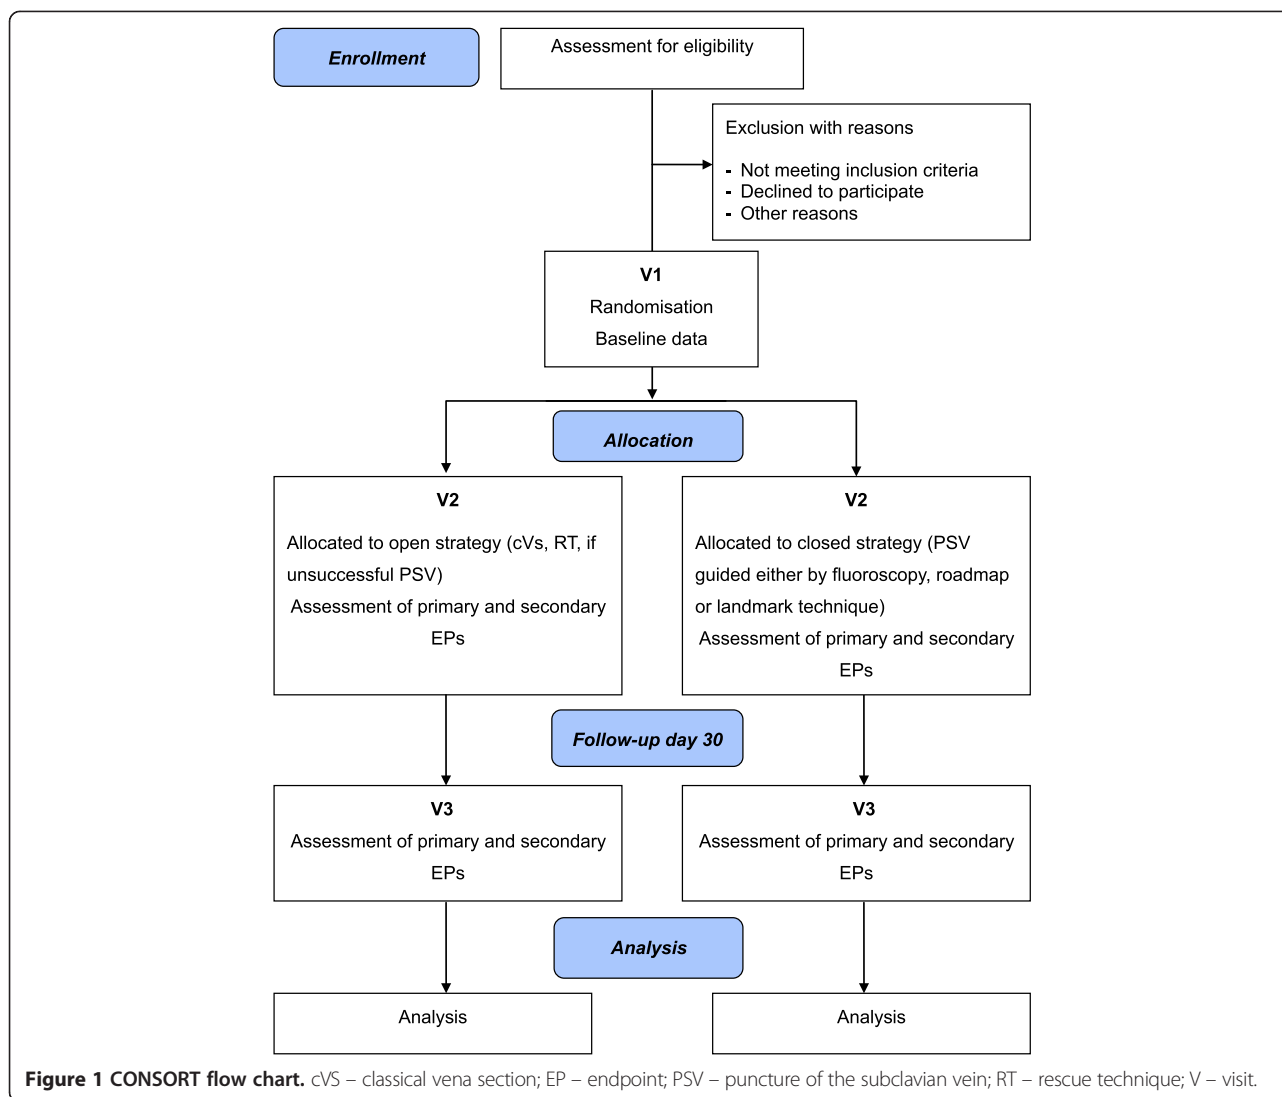 Enrollment
Assessment for eligibility
Exclusion with reasons
- Not meeting inclusion criteria
- Declined to participate
- Other reasons
V1
Randomisation
Baseline data
Allocation
V2
Allocated to open strategy (cVs, RT, if
unsuccessful PSV)
Assessment of primary and secondary
EPs
V2
Allocated to closed strategy (PSV
guided either by fluoroscopy, roadmap
or landmark technique)
Assessment of primary and secondary
EPs
Follow-up day 30
V3
Assessment of primary and secondary
EPs
V3
Assessment of primary and secondary
EPs
Analysis
Analysis
Analysis
Figure 1 CONSORT flow chart. cVS – classical vena section; EP – endpoint; PSV – puncture of the subclavian vein; RT – rescue technique; V – visit.